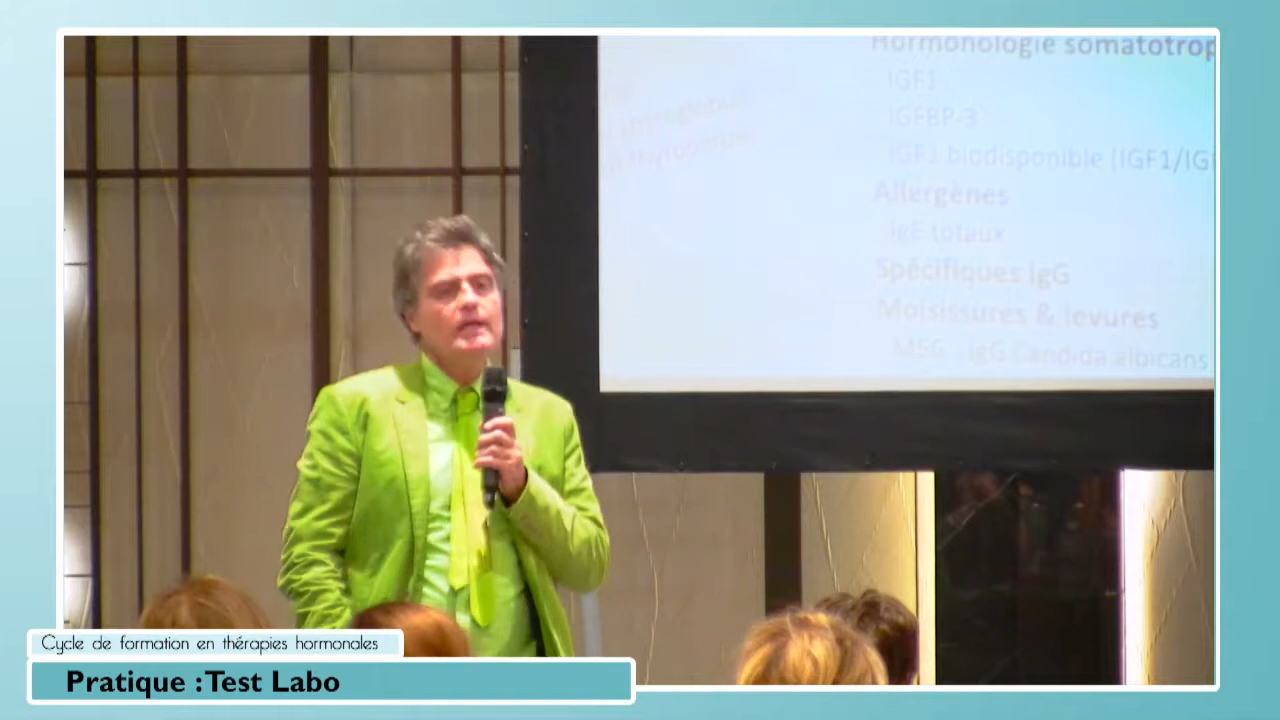 Hormonologie somatotrop
IGF1
IGFBP-3
IGF1 biodisponible (IGF1/IG
Allergènes
IgE totaux
Spécifiques IgG
Moisissures & levures
MSG : IgG Candida albicans
Cycle de formation en thérapies hormonales
Pratique : Test Labo